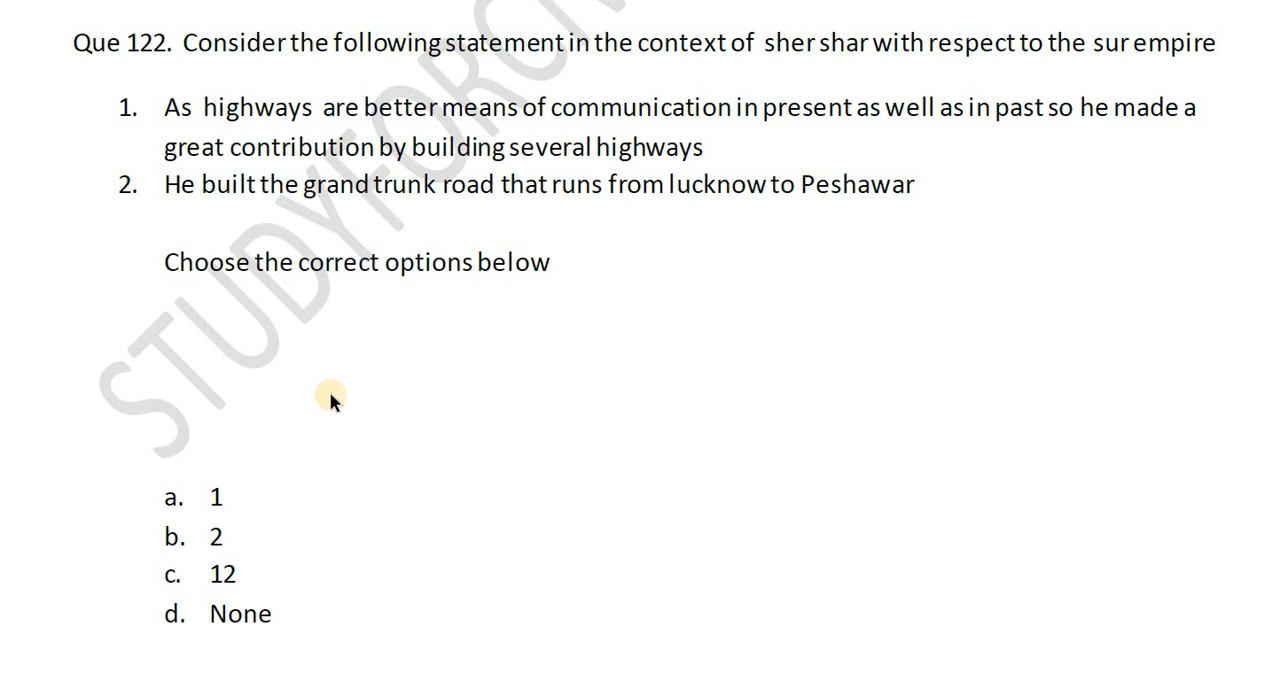 Que 122. Consider the following statement in the context of sher shar with respect to the sur empire
1. As highways are better means of communication in present as well as in past so he made a
great contribution by building several highways
2. He built the grand trunk road that runs from lucknow to Peshawar
Choose the correct options below
a. 1
b. 2
c. 12
d. None